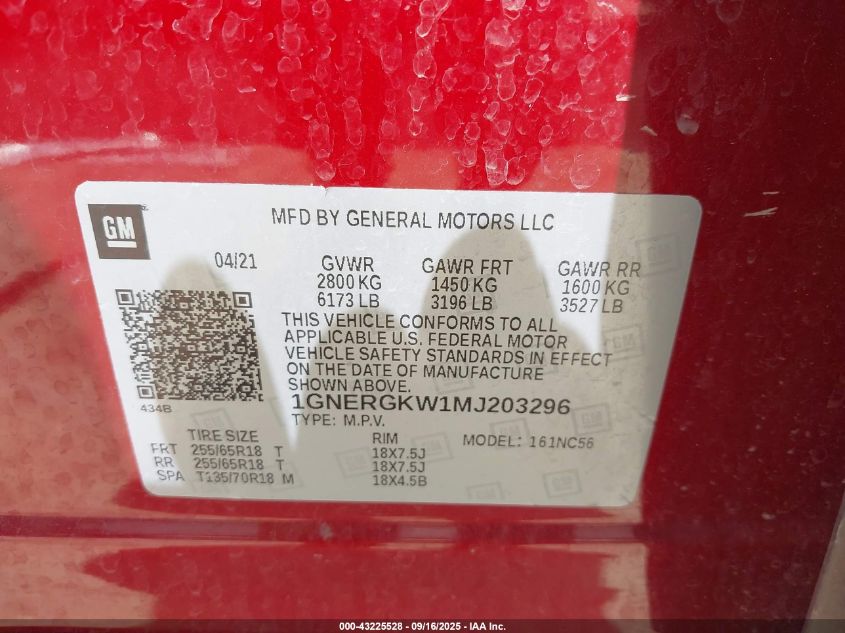 GM
MFD BY GENERAL MOTORS LLC
04/21 GVWR GAWR FRT GAWR RR
2800 KG 1450 KG 1600 KG
6173 LB 3196 LB 3527 LB
THIS VEHICLE CONFORMS TO ALL
APPLICABLE U.S. FEDERAL MOTOR
VEHICLE SAFETY STANDARDS IN EFFECT
ON THE DATE OF MANUFACTURE
SHOWN ABOVE.
434B
1GNERGKW1MJ203296
TYPE: M.P.V.
TIRE SIZE RIM MODEL: 161NC56
FRT 255/65R18 T 18X7.5J
RR 255/65R18 T 18X7.5J
SPA T135/70R18 M 18X4.5B
000-43225528 - 09/16/2025 - IAA Inc.